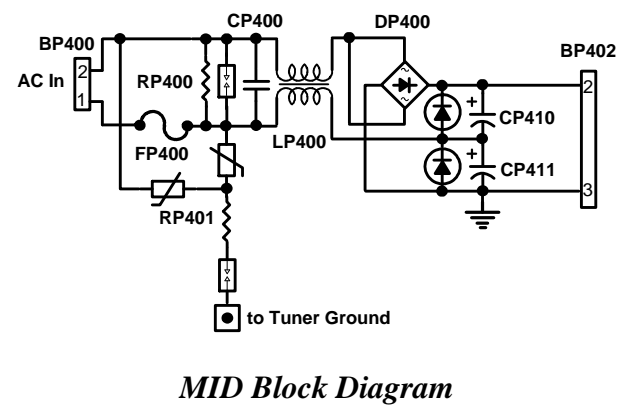 CP400
DP400
BP400
BP402
2
AC In
RP400
2
1
+
CP410
FP400
LP400
+
CP411
RP401
3
to Tuner Ground
MID Block Diagram